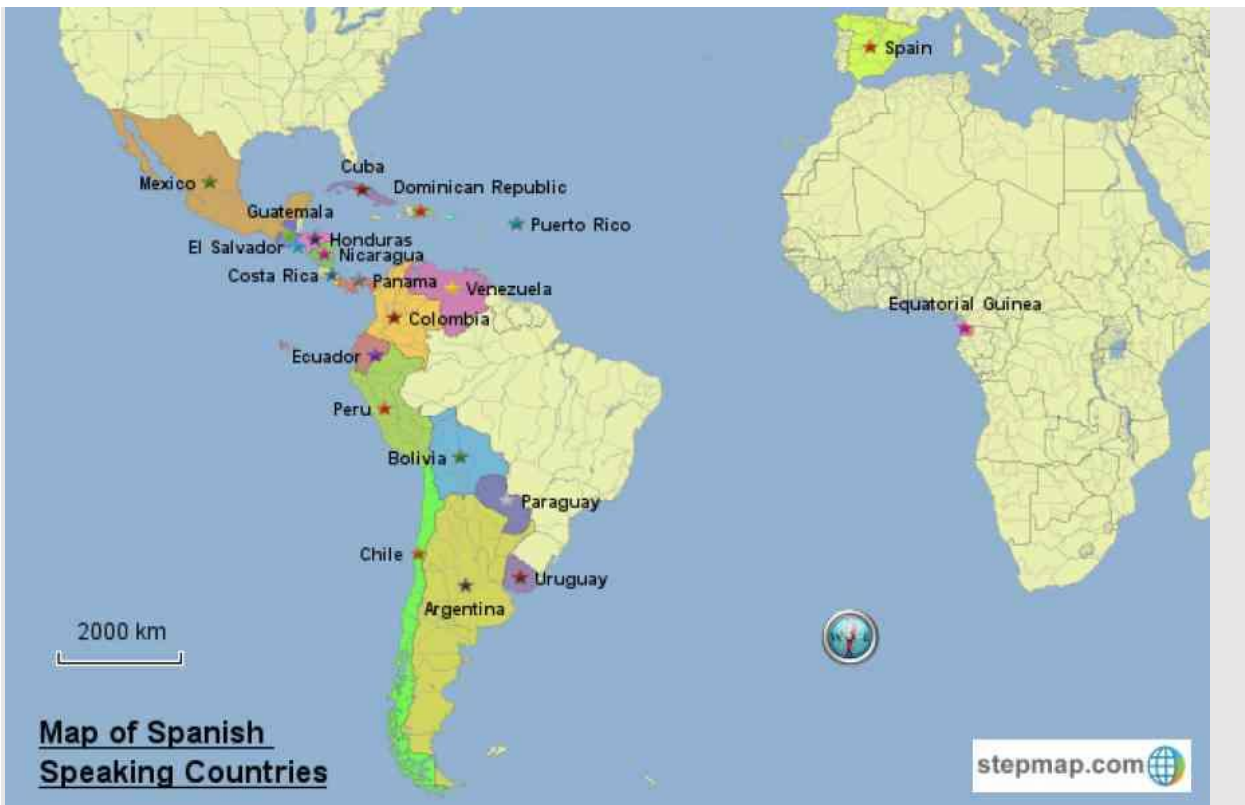 Spain
Cuba
Mexico
Dominican Republic
Guatemala
Puerto Rico
Honduras
El Salvador
Nicaragua
Costa Rica
Panama
Venezuela
Equatorial Guinea
Colombia
Ecuador
Peru
Bolivia
Paraguay
Chile
Uruguay
Argentina
2000 km
Map of Spanish
Speaking Countries
stepmap.com